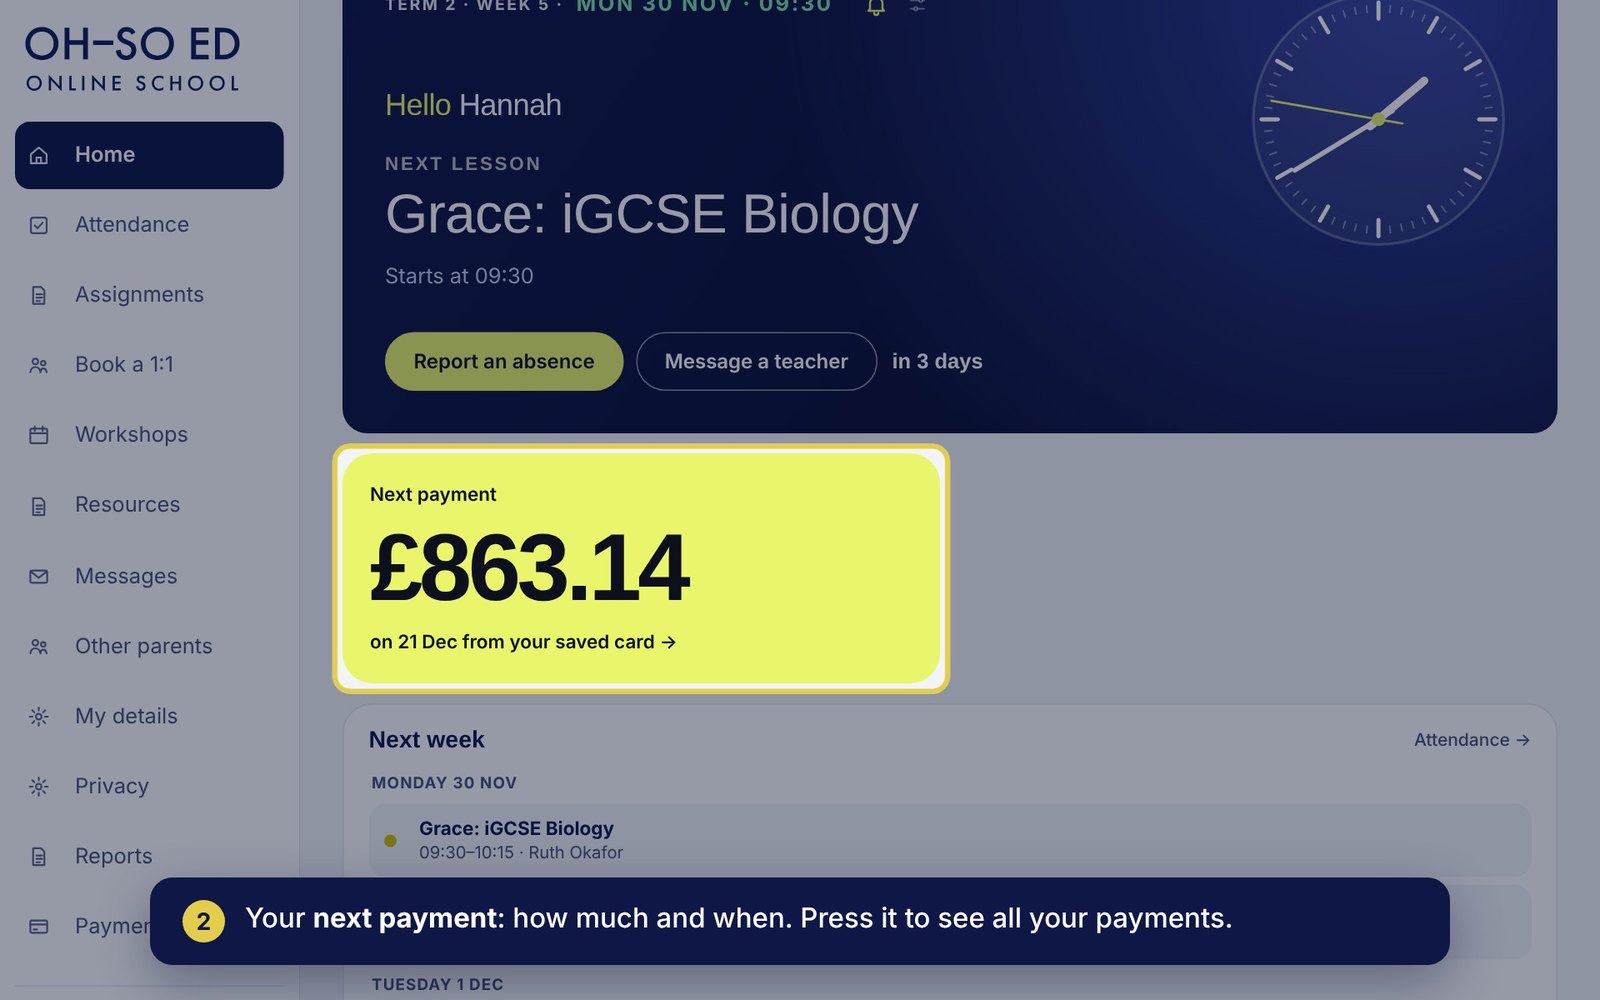 OH–SO ED
ONLINE SCHOOL
Home
Attendance
Assignments
Book a 1:1
Workshops
Resources
Messages
Other parents
My details
Privacy
Reports
TERM 2 · WEEK 5 · MON 30 NOV · 09:30
Hello Hannah
NEXT LESSON
Grace: iGCSE Biology
Starts at 09:30
Report an absence
Message a teacher
in 3 days
Next payment
£863.14
on 21 Dec from your saved card →
Next week
Attendance →
MONDAY 30 NOV
Grace: iGCSE Biology
09:30–10:15 · Ruth Okafor
2 Your next payment: how much and when. Press it to see all your payments.
TUESDAY 1 DEC